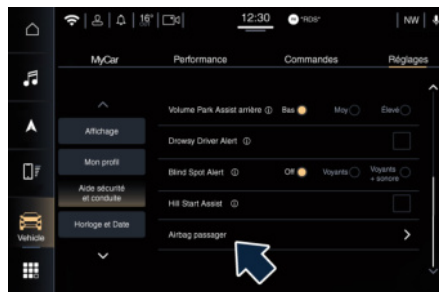 16°
12:30
*RDS*
NW
MyCar
Performance
Commandes
Réglages
Volume Park Assist arrière
Bas
Moy
Élevé
Affichage
Drowsy Driver Alert
Mon profil
Blind Spot Alert
Off
Voyants
Voyants
+ sonore
Aide sécurité
et conduite
Hill Start Assist
Horloge et Date
Airbag passager
Vehicle